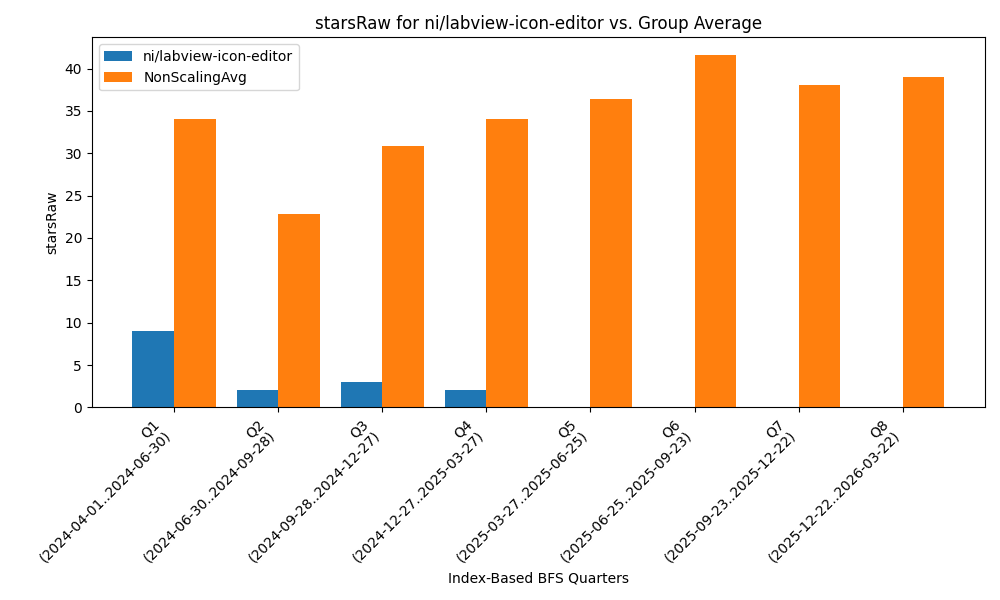 starsRaw for ni/labview-icon-editor vs. Group Average
ni/labview-icon-editor
NonScalingAvg
starsRaw
40
35
30
25
20
15
10
5
0
Q1
(2024-04-01..2024-06-30)
Q2
(2024-06-30..2024-09-28)
Q3
(2024-09-28..2024-12-27)
Q4
(2024-12-27..2025-03-27)
Q5
(2025-03-27..2025-06-25)
Q6
(2025-06-25..2025-09-23)
Q7
(2025-09-23..2025-12-22)
Q8
(2025-12-22..2026-03-22)
Index-Based BFS Quarters